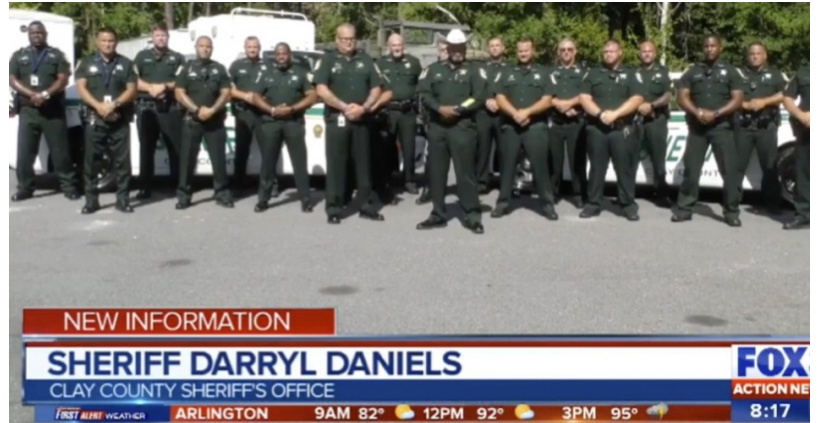 NEW INFORMATION
SHERIFF DARRYL DANIELS
CLAY COUNTY SHERIFF'S OFFICE
FOX
ACTION NE
FIRST ALERT WEATHER ARLINGTON 9AM 82° 12PM 92° 3PM 95° 8:17